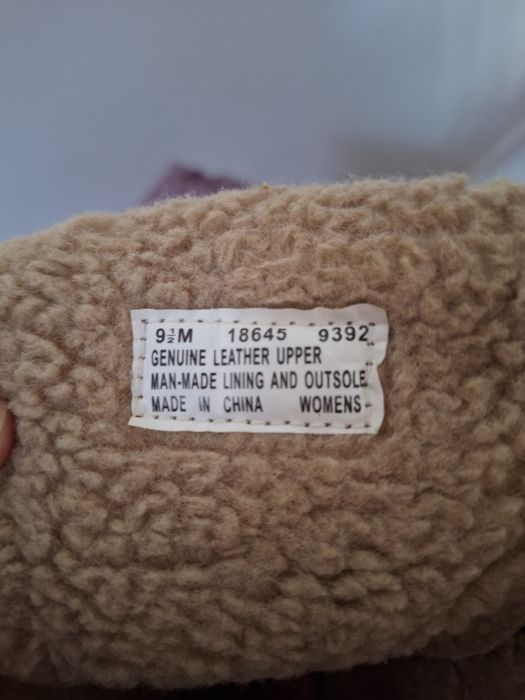 9½M 18645 9392
GENUINE LEATHER UPPER
MAN-MADE LINING AND OUTSOLE
MADE IN CHINA WOMENS